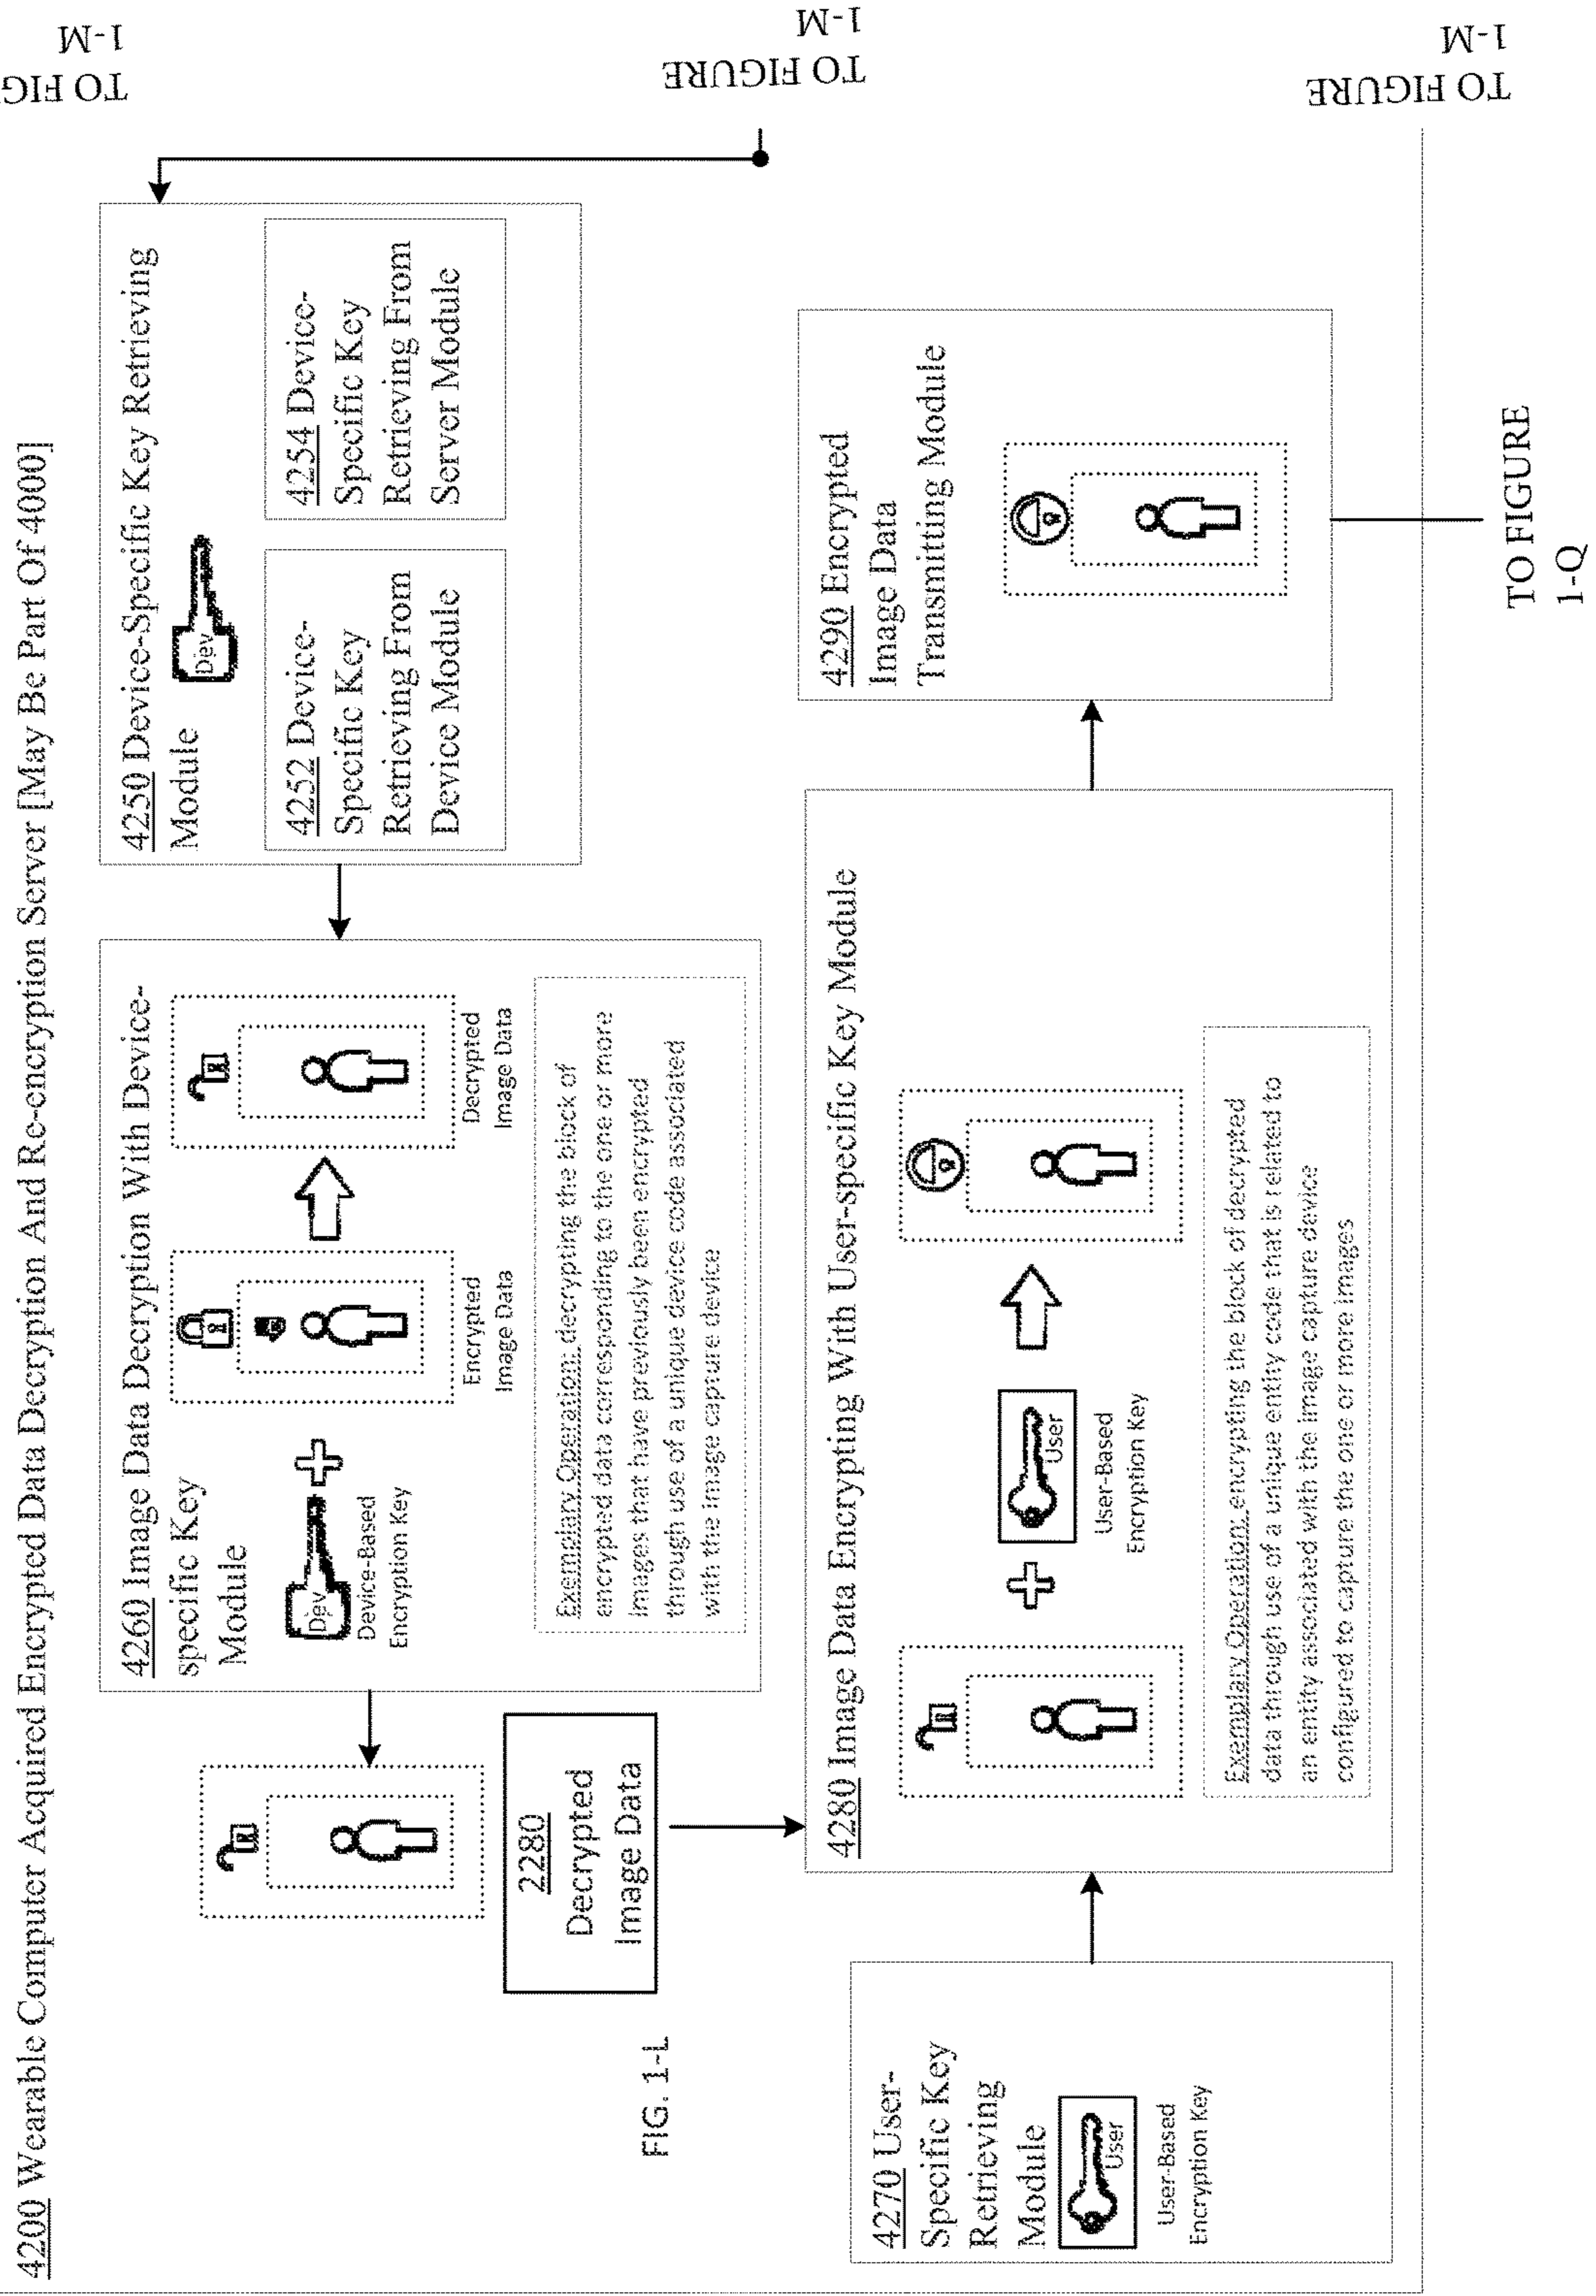 4200 Wearable Computer Acquired Encrypted Data Decryption And Re-encryption Server [May Be Part Of 4000]
4250 Device-Specific Key Retrieving
Module
Dev
4252 Device-
Specific Key
Retrieving From
Device Module
4254 Device-
Specific Key
Retrieving From
Server Module
4260 Image Data Decryption With Device-
specific Key
Module
Dev
Device-Based
Encryption Key
Encrypted
Image Data
Decrypted
Image Data
Exemplary Operation: decrypting the block of
encrypted data corresponding to the one or more
images that have previously been encrypted
through use of a unique device code associated
with the image capture device
2280
Decrypted
Image Data
FIG. 1-L
4270 User-
Specific Key
Retrieving
Module
User
User-Based
Encryption Key
4280 Image Data Encrypting With User-specific Key Module
User
User-Based
Encryption Key
Exemplary Operation: encrypting the block of decrypted
data through use of a unique entity code that is related to
an entity associated with the image capture device
configured to capture the one or more images
4290 Encrypted
Image Data
Transmitting Module
TO FIGURE
1-Q
TO FIGU
1-M
TO FIGURE
1-M
TO FIGURE
1-M